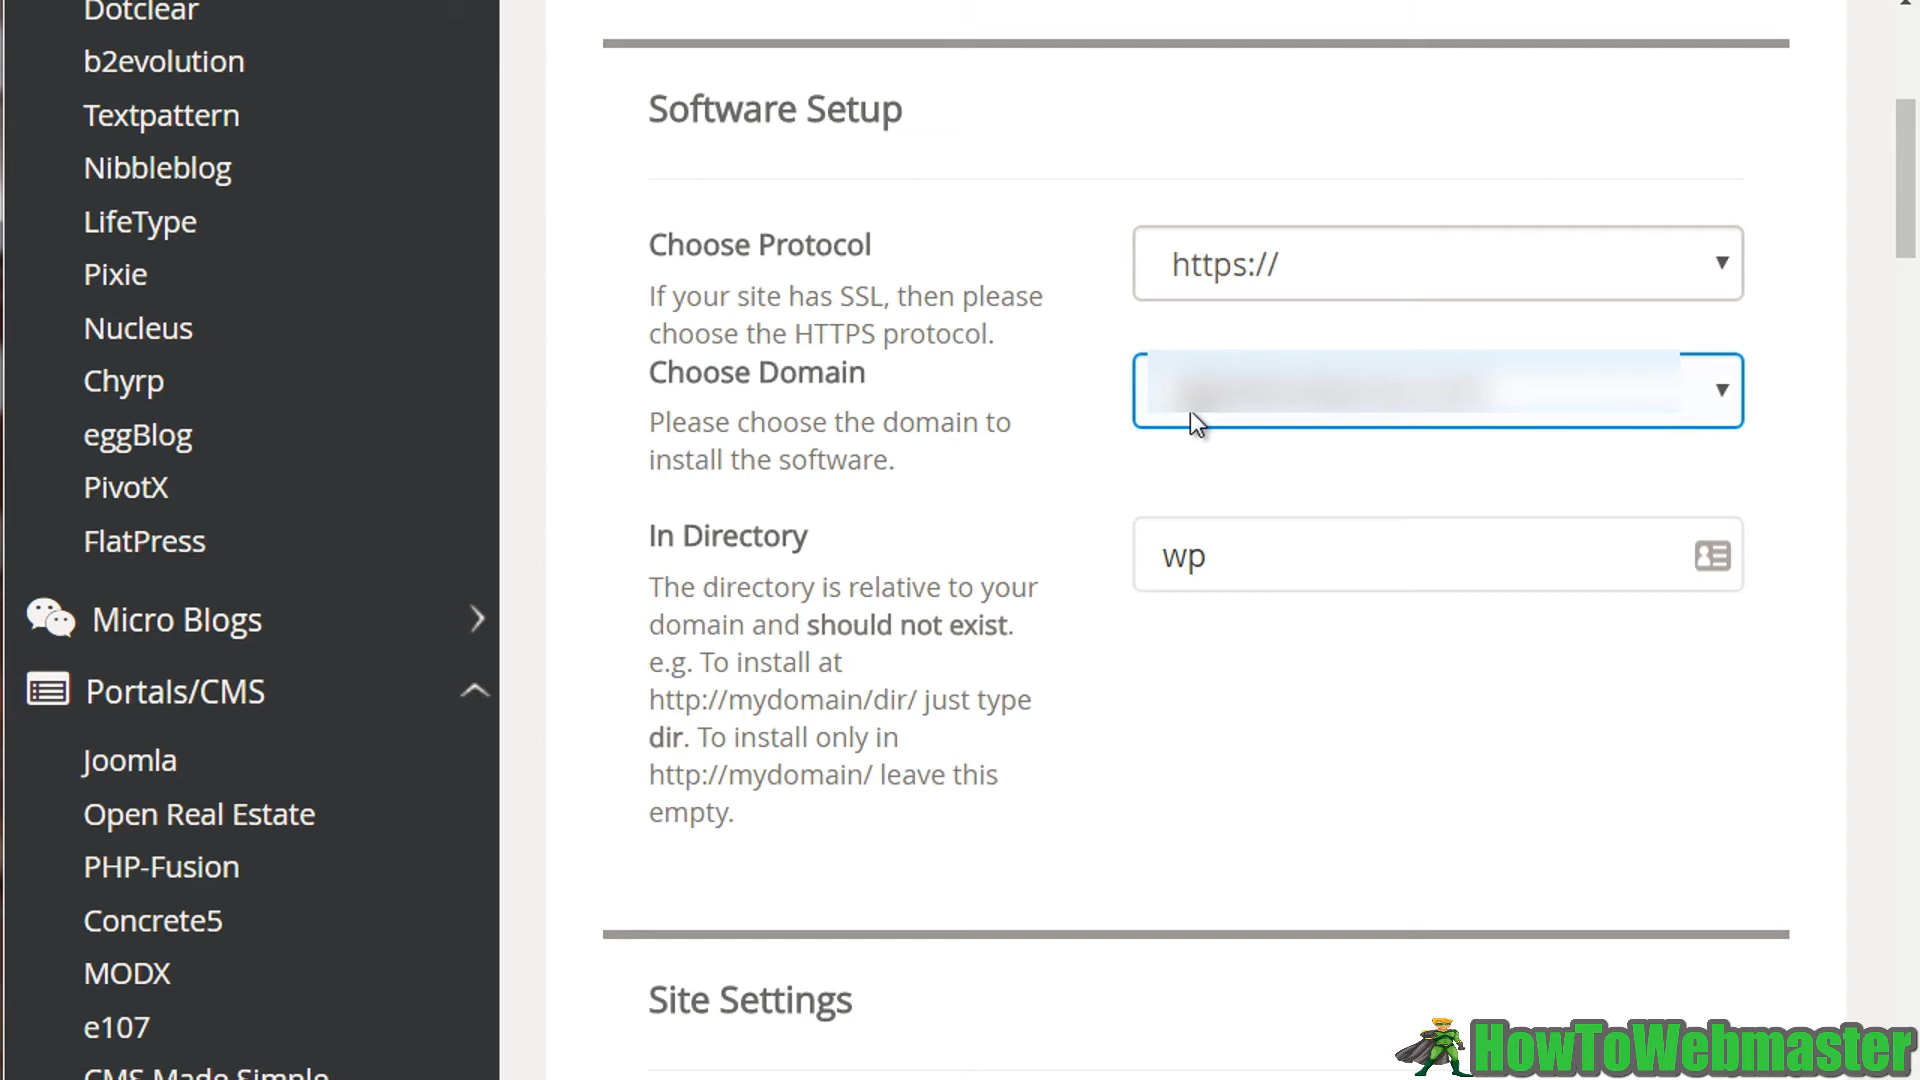 Dotclear
b2evolution
Textpattern
Nibbleblog
LifeType
Pixie
Nucleus
Chyrp
eggBlog
PivotX
FlatPress
Micro Blogs
Portals/CMS
Joomla
Open Real Estate
PHP-Fusion
Concrete5
MODX
e107
CMS Made Simple
Software Setup
Choose Protocol
https://
If your site has SSL, then please
choose the HTTPS protocol.
Choose Domain
Please choose the domain to
install the software.
In Directory
wp
The directory is relative to your
domain and should not exist.
e.g. To install at
http://mydomain/dir/ just type
dir. To install only in
http://mydomain/ leave this
empty.
Site Settings
HowToWebmaster